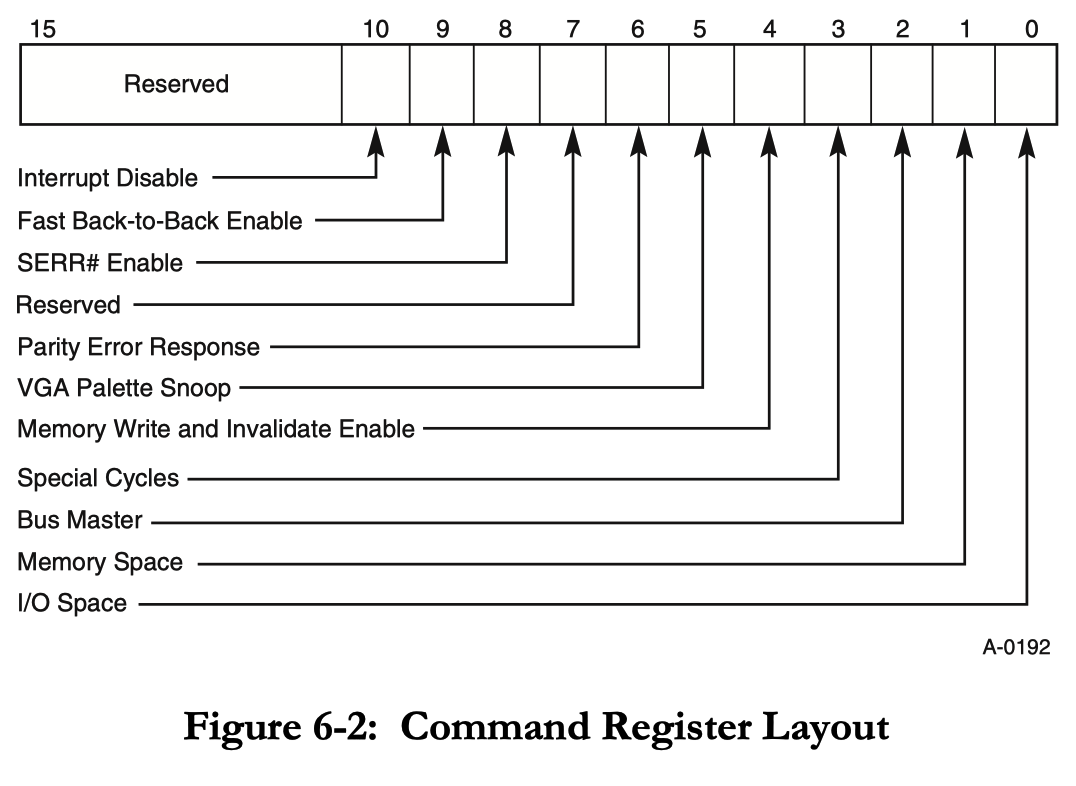 15 10 9 8 7 6 5 4 3 2 1 0
Reserved
Interrupt Disable
Fast Back-to-Back Enable
SERR# Enable
Reserved
Parity Error Response
VGA Palette Snoop
Memory Write and Invalidate Enable
Special Cycles
Bus Master
Memory Space
I/O Space
A-0192
Figure 6-2: Command Register Layout